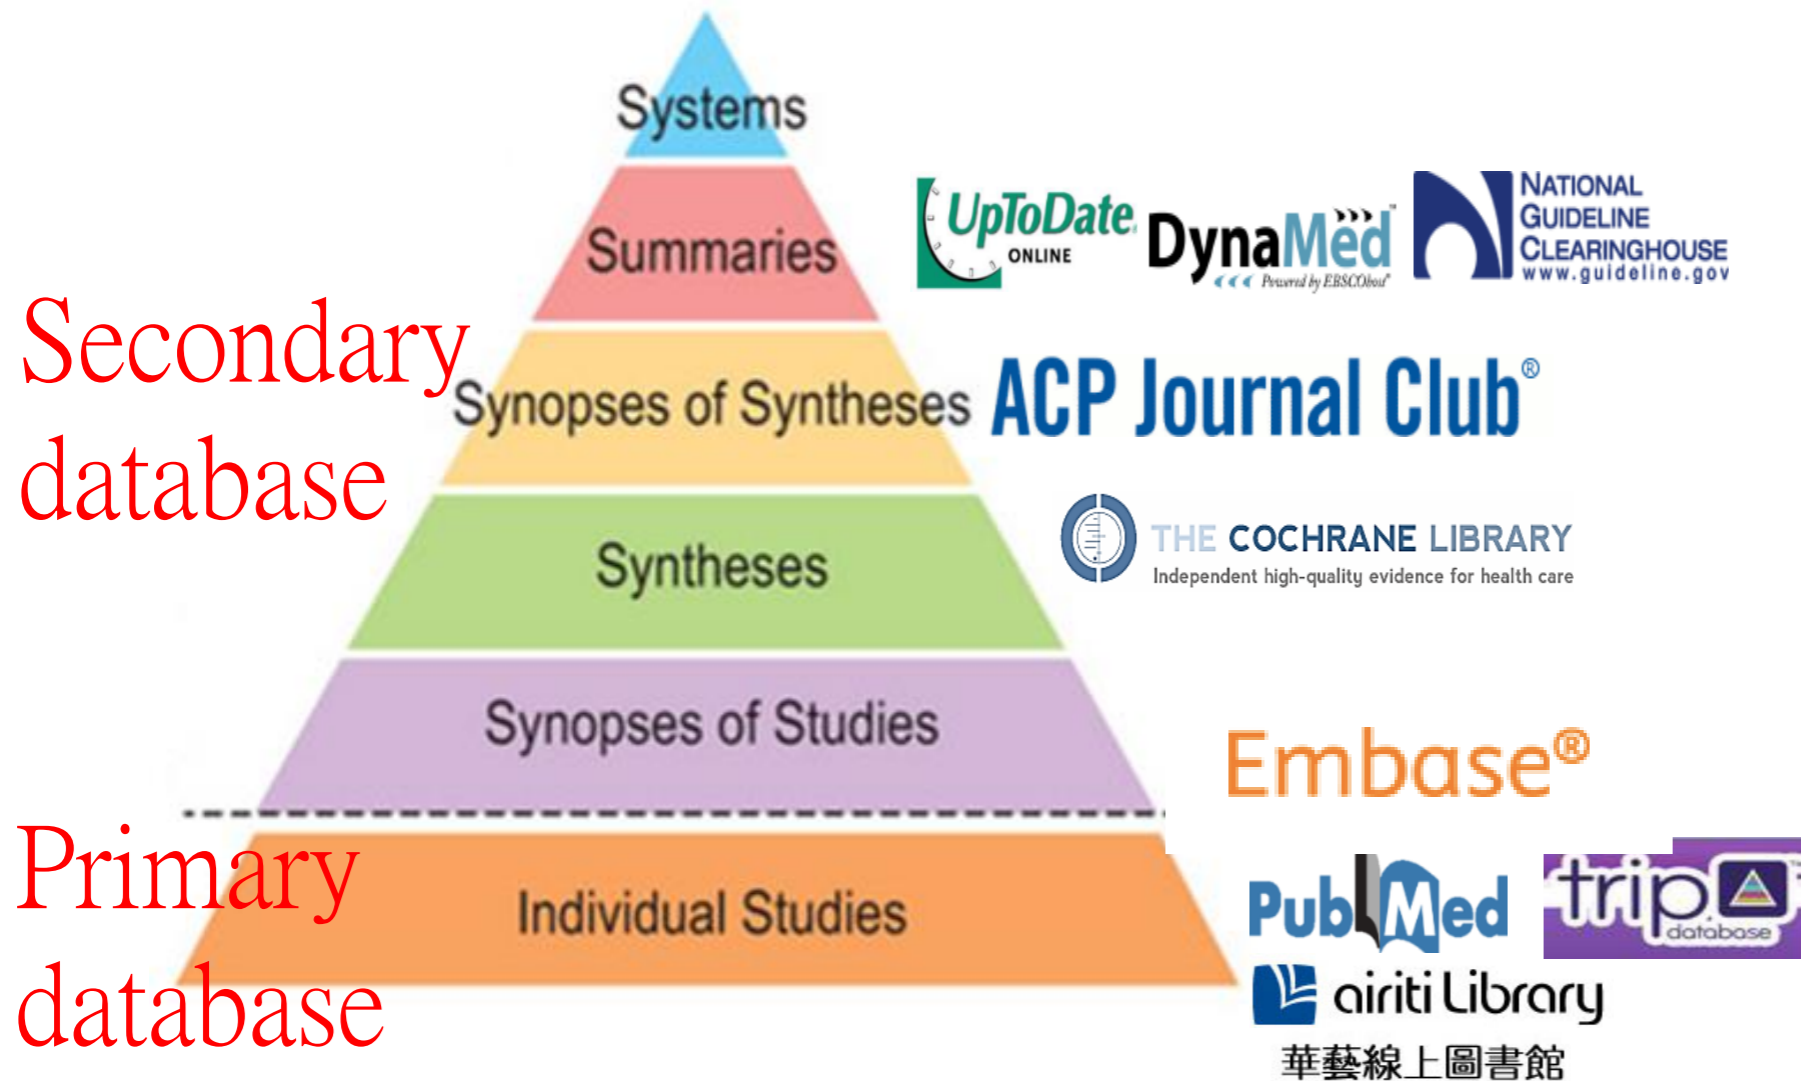 Systems
Summaries
UpToDate®
ONLINE
DynaMed™
Powered by EBSCOhost®
NATIONAL
GUIDELINE
CLEARINGHOUSE
www.guideline.gov
Secondary
database
Synopses of Syntheses
ACP Journal Club®
Syntheses
THE COCHRANE LIBRARY
Independent high-quality evidence for health care
Synopses of Studies
Embase®
Primary
database
Individual Studies
PubMed
trip
database
airiti Library
華藝線上圖書館